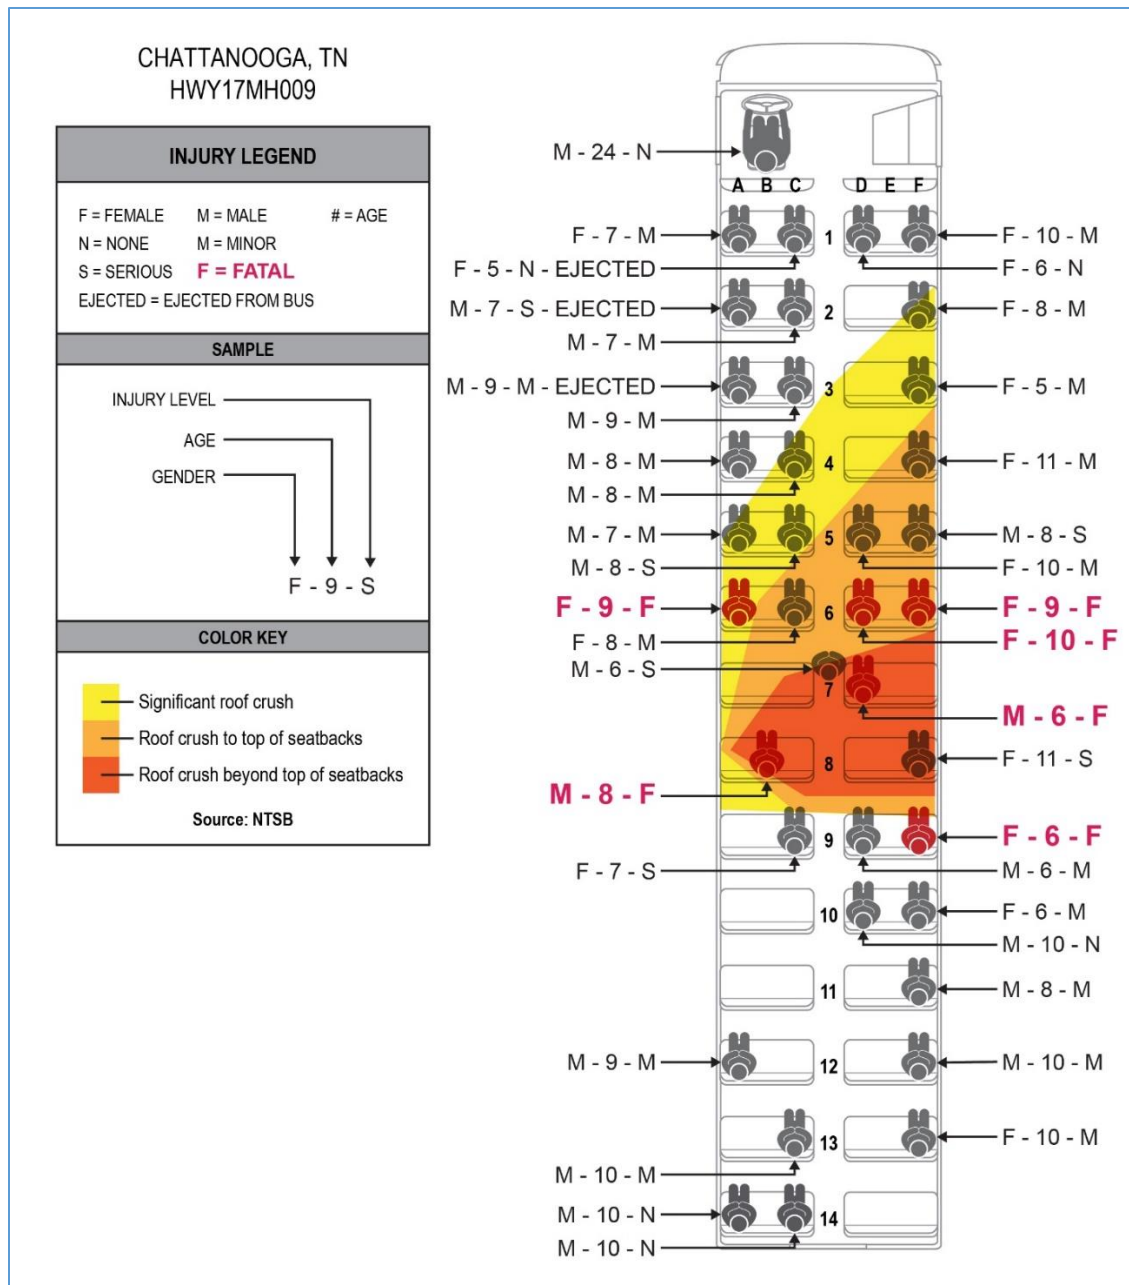 CHATTANOOGA, TN
HWY17MH009
INJURY LEGEND
F = FEMALE M = MALE # = AGE
N = NONE M = MINOR
S = SERIOUS F = FATAL
EJECTED = EJECTED FROM BUS
SAMPLE
INJURY LEVEL
AGE
GENDER
F - 9 - S
COLOR KEY
Significant roof crush
Roof crush to top of seatbacks
Roof crush beyond top of seatbacks
Source: NTSB
M - 24 - N
A B C D E F
F - 7 - M 1 F - 10 - M
F - 5 - N - EJECTED F - 6 - N
M - 7 - S - EJECTED 2 F - 8 - M
M - 7 - M
M - 9 - M - EJECTED 3 F - 5 - M
M - 9 - M
M - 8 - M 4 F - 11 - M
M - 8 - M
M - 7 - M 5 M - 8 - S
M - 8 - S F - 10 - M
F - 9 - F 6 F - 9 - F
F - 8 - M F - 10 - F
M - 6 - S
7
M - 6 - F
8 F - 11 - S
M - 8 - F
9 F - 6 - F
F - 7 - S M - 6 - M
10 F - 6 - M
M - 10 - N
11 M - 8 - M
M - 9 - M 12 M - 10 - M
13 F - 10 - M
M - 10 - M
M - 10 - N 14
M - 10 - N